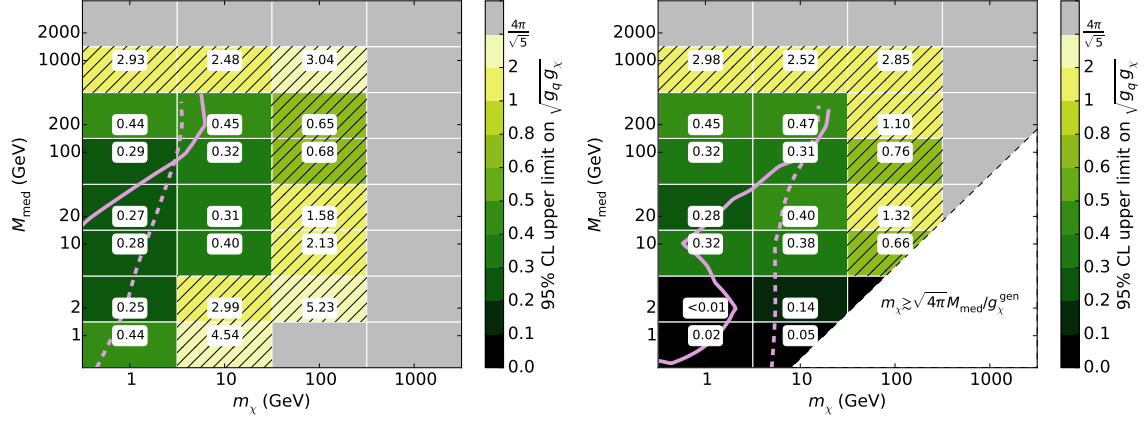 2000
1000
200
100
20
10
2
1
M_med (GeV)
2.93 2.48 3.04
0.44 0.45 0.65
0.29 0.32 0.68
0.27 0.31 1.58
0.28 0.40 2.13
0.25 2.99 5.23
0.44 4.54
1 10 100 1000
m_χ (GeV)
4π/√5
2
1
0.8
0.6
0.5
0.4
0.3
0.2
0.1
0.0
95% CL upper limit on √g_q g_χ
2000
1000
200
100
20
10
2
1
M_med (GeV)
2.98 2.52 2.85
0.45 0.47 1.10
0.32 0.31 0.76
0.28 0.40 1.32
0.32 0.38 0.66
<0.01 0.14
0.02 0.05
m_χ ≳ √4π M_med/g_χ^gen
1 10 100 1000
m_χ (GeV)
4π/√5
2
1
0.8
0.6
0.5
0.4
0.3
0.2
0.1
0.0
95% CL upper limit on √g_q g_χ